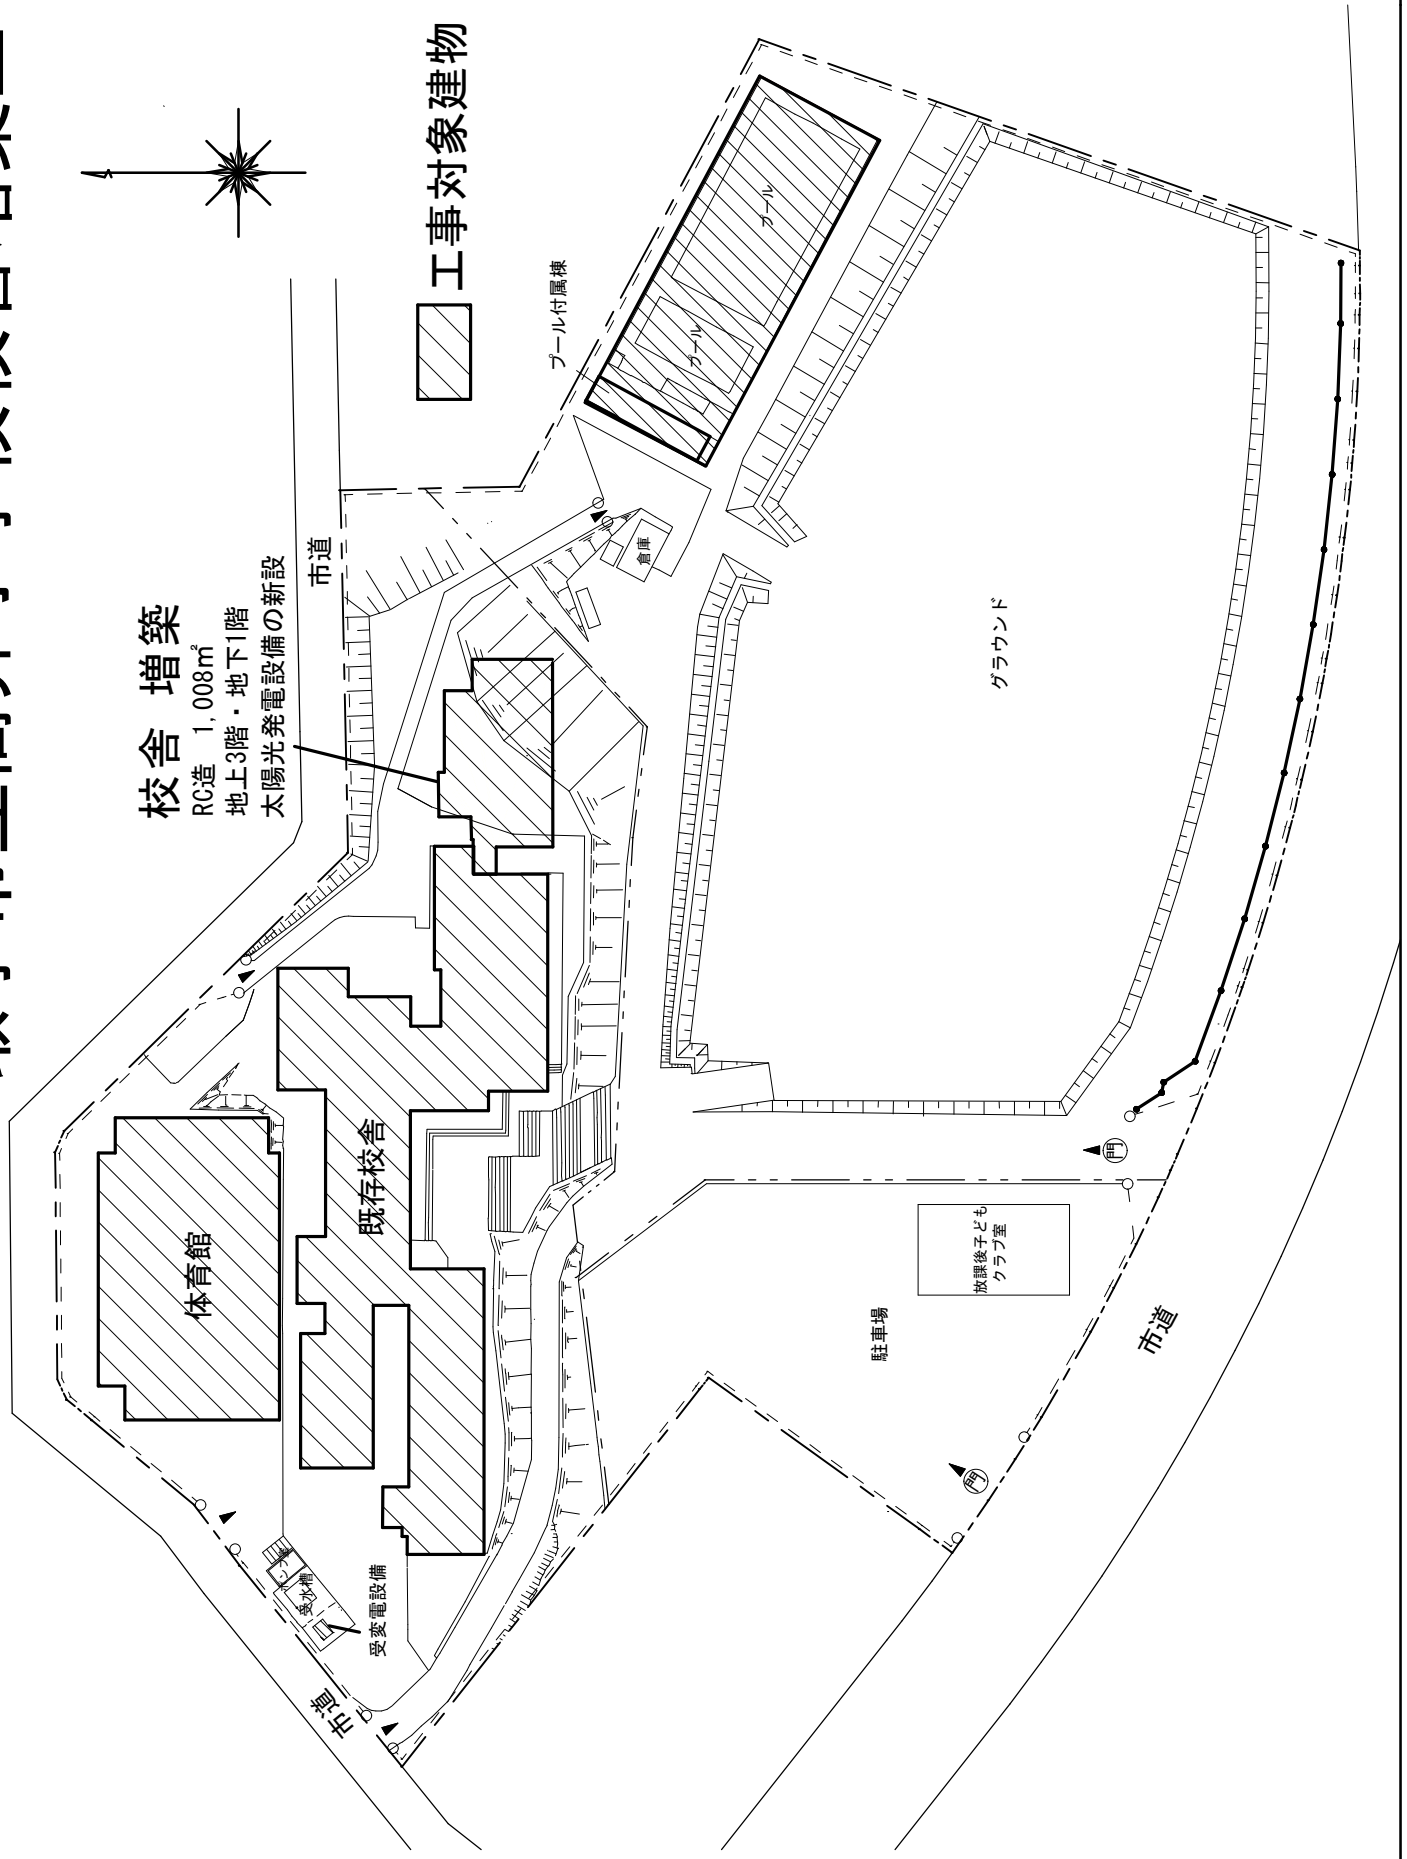 校舎 増築
RC造 1,008㎡
地上3階・地下1階
太陽光発電設備の新設
工事対象建物
市道
プール付属棟
プール
プール
倉庫
グラウンド
体育館
既存校舎
受水槽
受変電設備
市道
駐車場
放課後子ども
クラブ室
門
門
市道